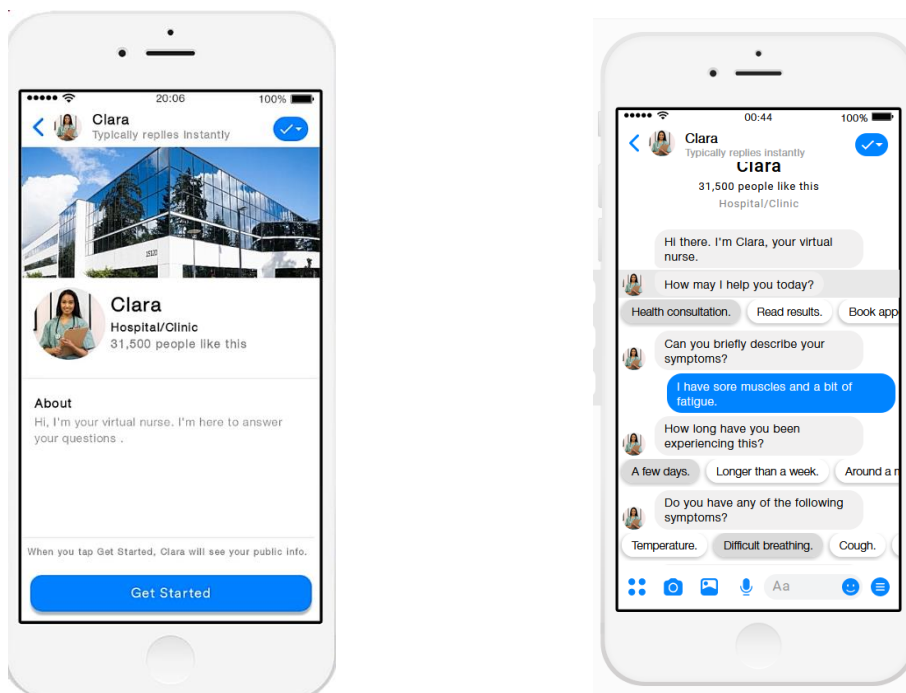 20:06
100%
Clara
Typically replies Instantly
Clara
Hospital/Clinic
31,500 people like this
About
Hi, I'm your virtual nurse. I'm here to answer
your questions .
When you tap Get Started, Clara will see your public info.
Get Started
00:44
100%
Clara
Typically replies instantly
Clara
31,500 people like this
Hospital/Clinic
Hi there. I'm Clara, your virtual
nurse.
How may I help you today?
Health consultation. Read results. Book app
Can you briefly describe your
symptoms?
I have sore muscles and a bit of
fatigue.
How long have you been
experiencing this?
A few days. Longer than a week. Around a
Do you have any of the following
symptoms?
Temperature. Difficult breathing. Cough.
Aa